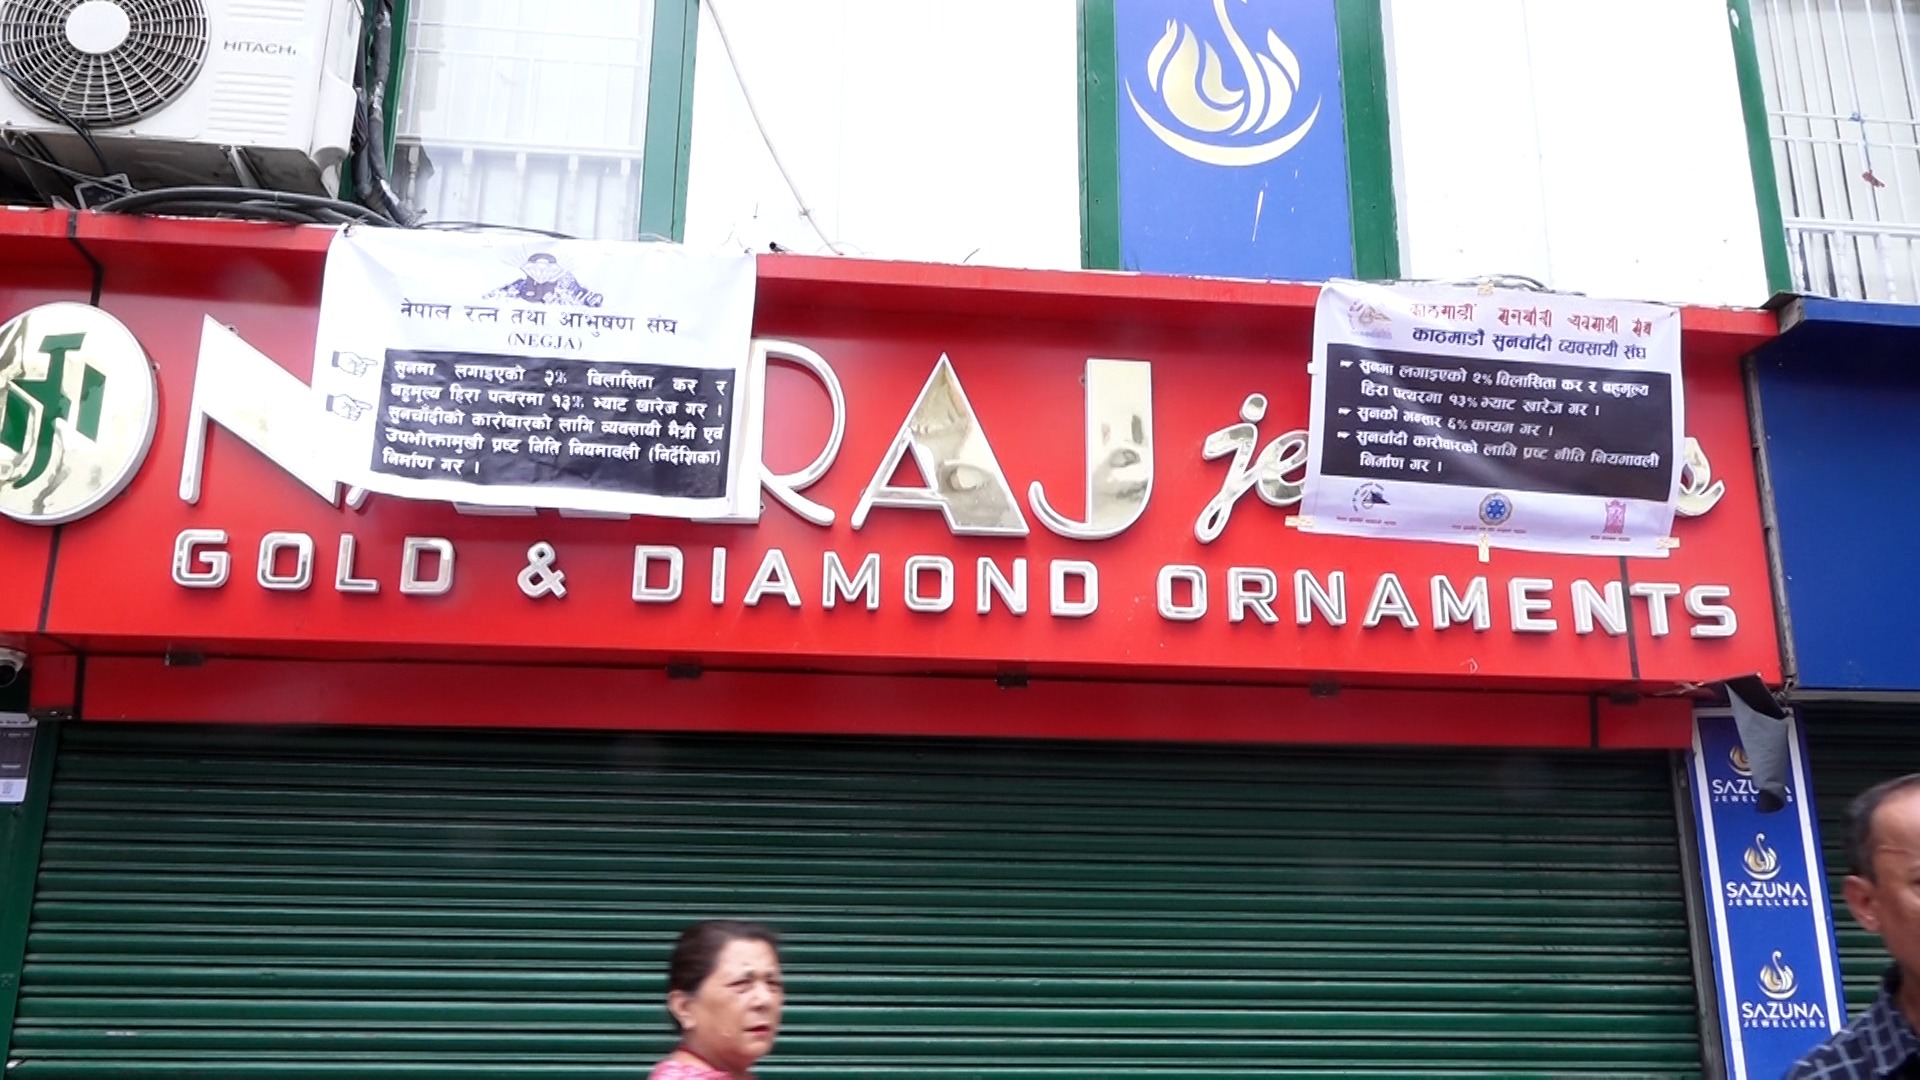 HITACHI
नेपाल रत्न तथा आभुषण संघ
(NEGJA)
सुनमा लगाइएको २% विलासिता कर र
बहुमूल्य हिरा पत्थरमा १३% भ्याट खारेज गर ।
सुनचाँदीको कारोवारको लागि व्यवसायी मैत्री एवं
उपभोक्तामुखी प्रष्ट निति नियमावली (निर्देशिका)
निर्माण गर ।
काठमाडौं सुनचाँदी व्यवसायी संघ
सुनमा लगाइएको २% विलासिता कर र बहुमूल्य
हिरा पत्थरमा १३% भ्याट खारेज गर ।
सुनको भन्सार ६% कायम गर ।
सुनचाँदी कारोवारको लागि प्रष्ट नीति नियमावली
निर्माण गर ।
RAJ je s
GOLD & DIAMOND ORNAMENTS
SAZUNA
JEWELLERS
SAZUNA
JEWELLERS